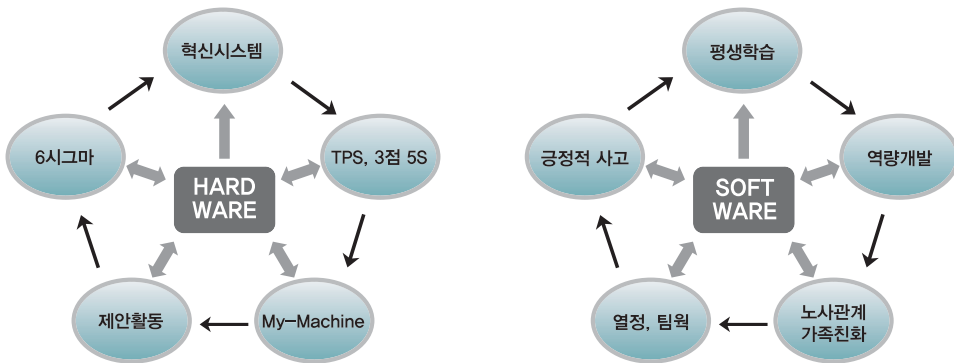 혁신시스템
6시그마
TPS, 3점 5S
HARD
WARE
제안활동
My-Machine
평생학습
긍정적 사고
역량개발
SOFT
WARE
열정, 팀웍
노사관계
가족친화